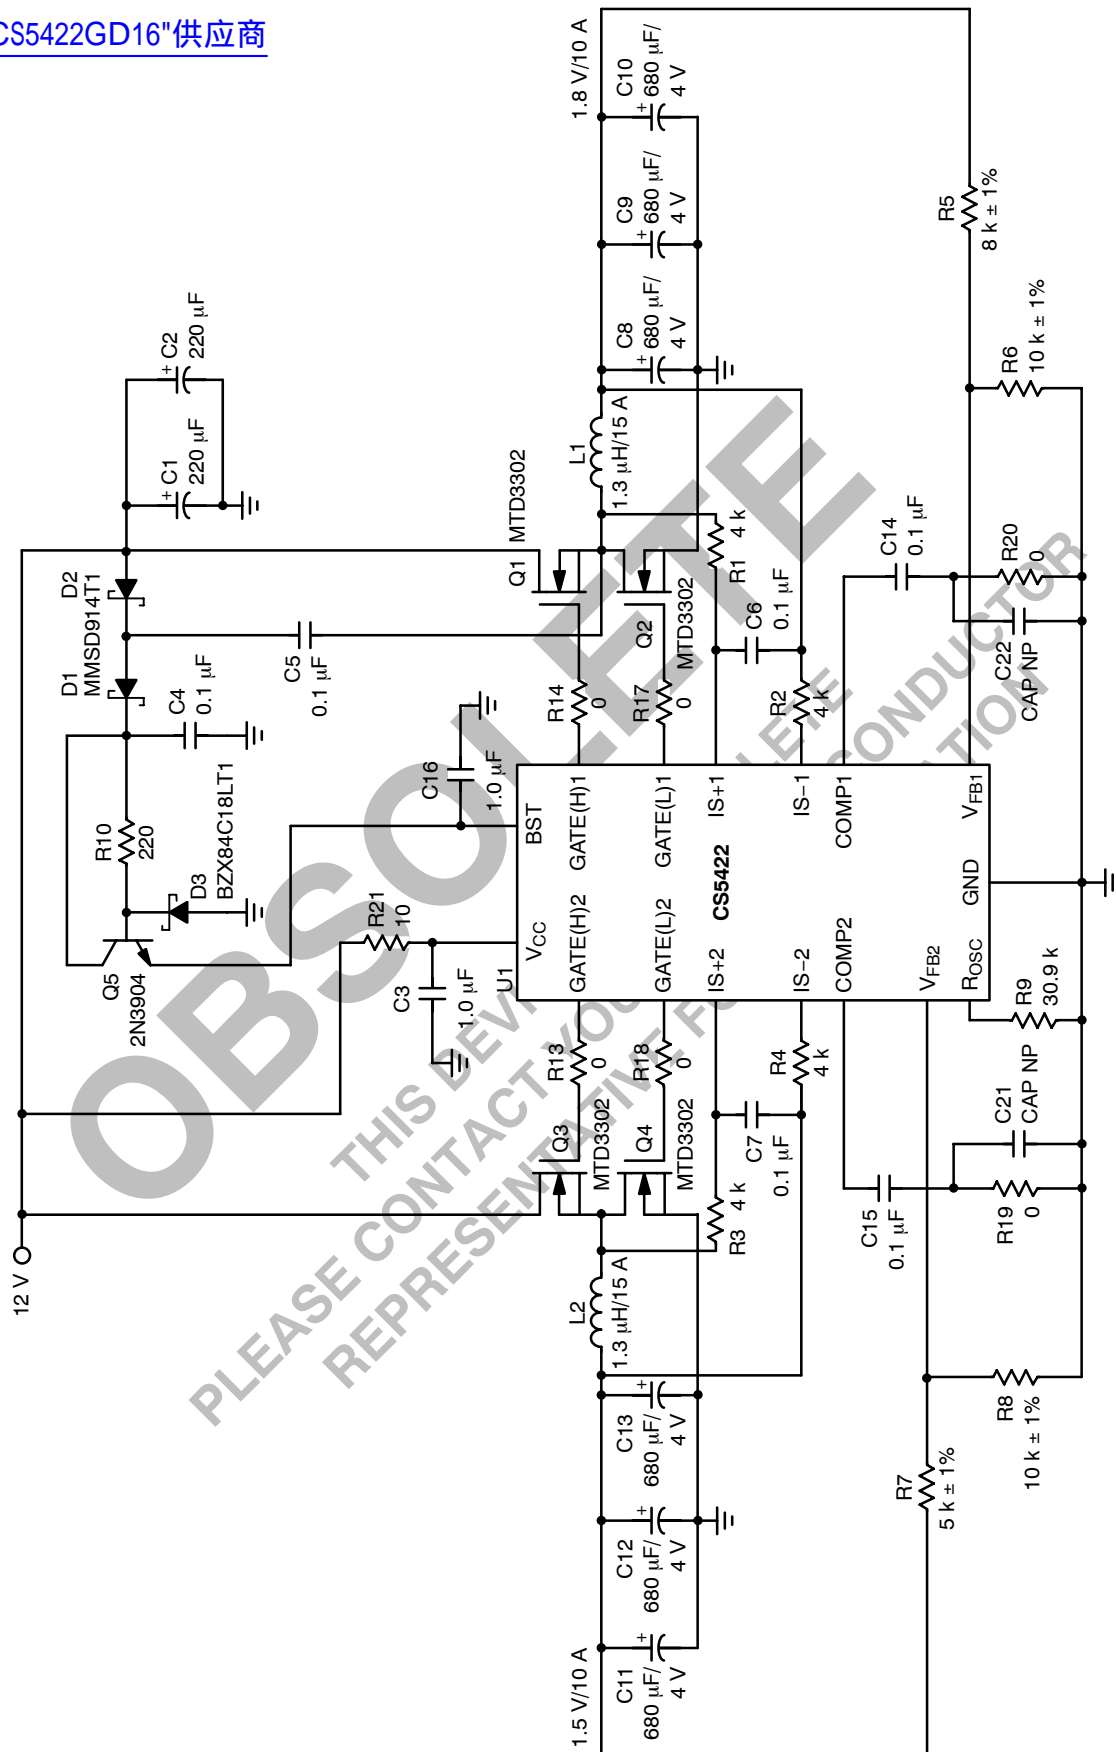 CS5422GD16"供应商
12 V
1.8 V/10 A
C10
680 μF/
4 V
C9
680 μF/
4 V
C8
680 μF/
4 V
R5
8 k ± 1%
R6
10 k ± 1%
C2
220 μF
C1
220 μF
L1
1.3 μH/15 A
MTD3302
Q1
D2
MMSD914T1
D1
C5
0.1 μF
C4
0.1 μF
Q2
MTD3302
R1
4 k
C6
0.1 μF
R2
4 k
C14
0.1 μF
R20
0
C22
CAP NP
R14
0
R17
0
R10
220
D3
BZX84C18LT1
C16
1.0 μF
Q5
2N3904
R21
10
C3
1.0 μF
U1
BST
VCC
GATE(H)1
GATE(H)2
GATE(L)1
GATE(L)2
IS+1
CS5422
IS+2
IS−1
IS−2
COMP1
COMP2
VFB1
GND
VFB2
ROSC
R13
0
R18
0
R4
4 k
R9
30.9 k
C21
CAP NP
Q3
MTD3302
Q4
MTD3302
C7
0.1 μF
R3
4 k
C15
0.1 μF
R19
0
L2
1.3 μH/15 A
R8
10 k ± 1%
R7
5 k ± 1%
C13
680 μF/
4 V
C12
680 μF/
4 V
C11
680 μF/
4 V
1.5 V/10 A
+
+
+
+
+
+
+
+
OBSOLETE